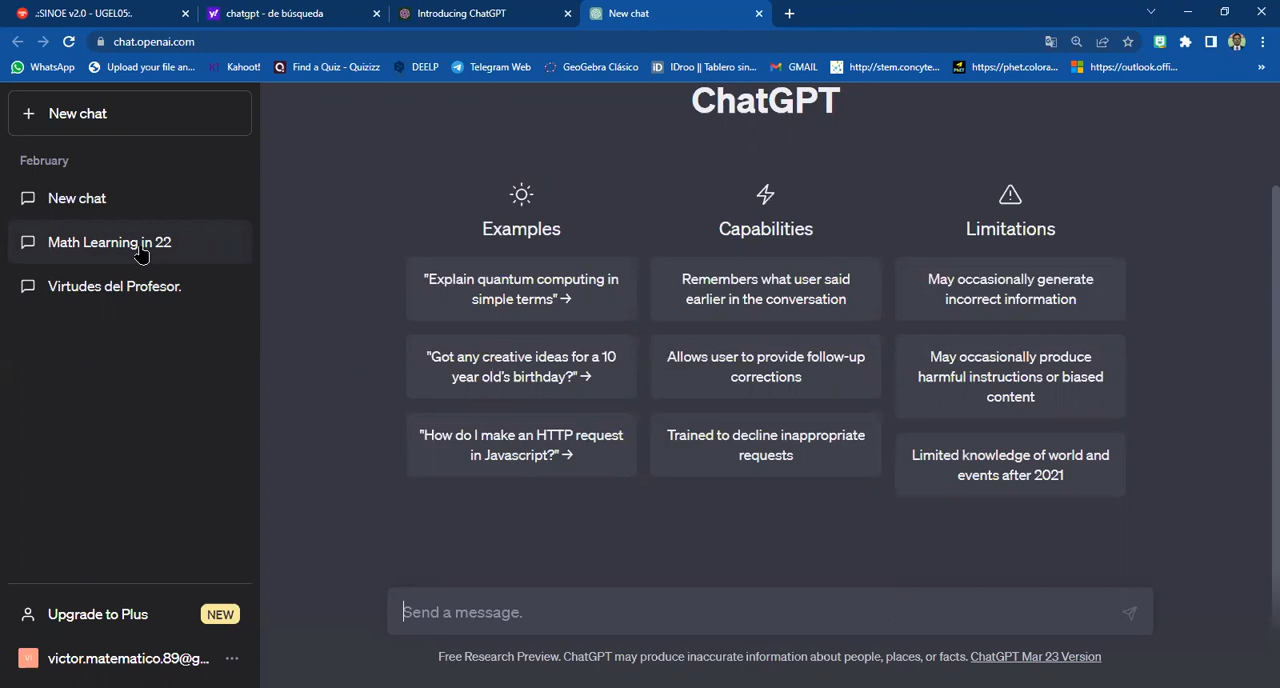 .:SINOE v2.0 - UGEL05:.
chatgpt - de búsqueda
Introducing ChatGPT
New chat
chat.openai.com
WhatsApp
Upload your file an...
Kahoot!
Find a Quiz - Quizizz
DEELP
Telegram Web
GeoGebra Clásico
IDroo || Tablero sin...
GMAIL
http://stem.concyte...
https://phet.colora...
https://outlook.offi...
»
+ New chat
February
New chat
Math Learning in 22
Virtudes del Profesor.
Upgrade to Plus
NEW
victor.matematico.89@g...
ChatGPT
Examples
"Explain quantum computing in
simple terms" →
"Got any creative ideas for a 10
year old's birthday?" →
"How do I make an HTTP request
in Javascript?" →
Capabilities
Remembers what user said
earlier in the conversation
Allows user to provide follow-up
corrections
Trained to decline inappropriate
requests
Limitations
May occasionally generate
incorrect information
May occasionally produce
harmful instructions or biased
content
Limited knowledge of world and
events after 2021
Send a message.
Free Research Preview. ChatGPT may produce inaccurate information about people, places, or facts. ChatGPT Mar 23 Version